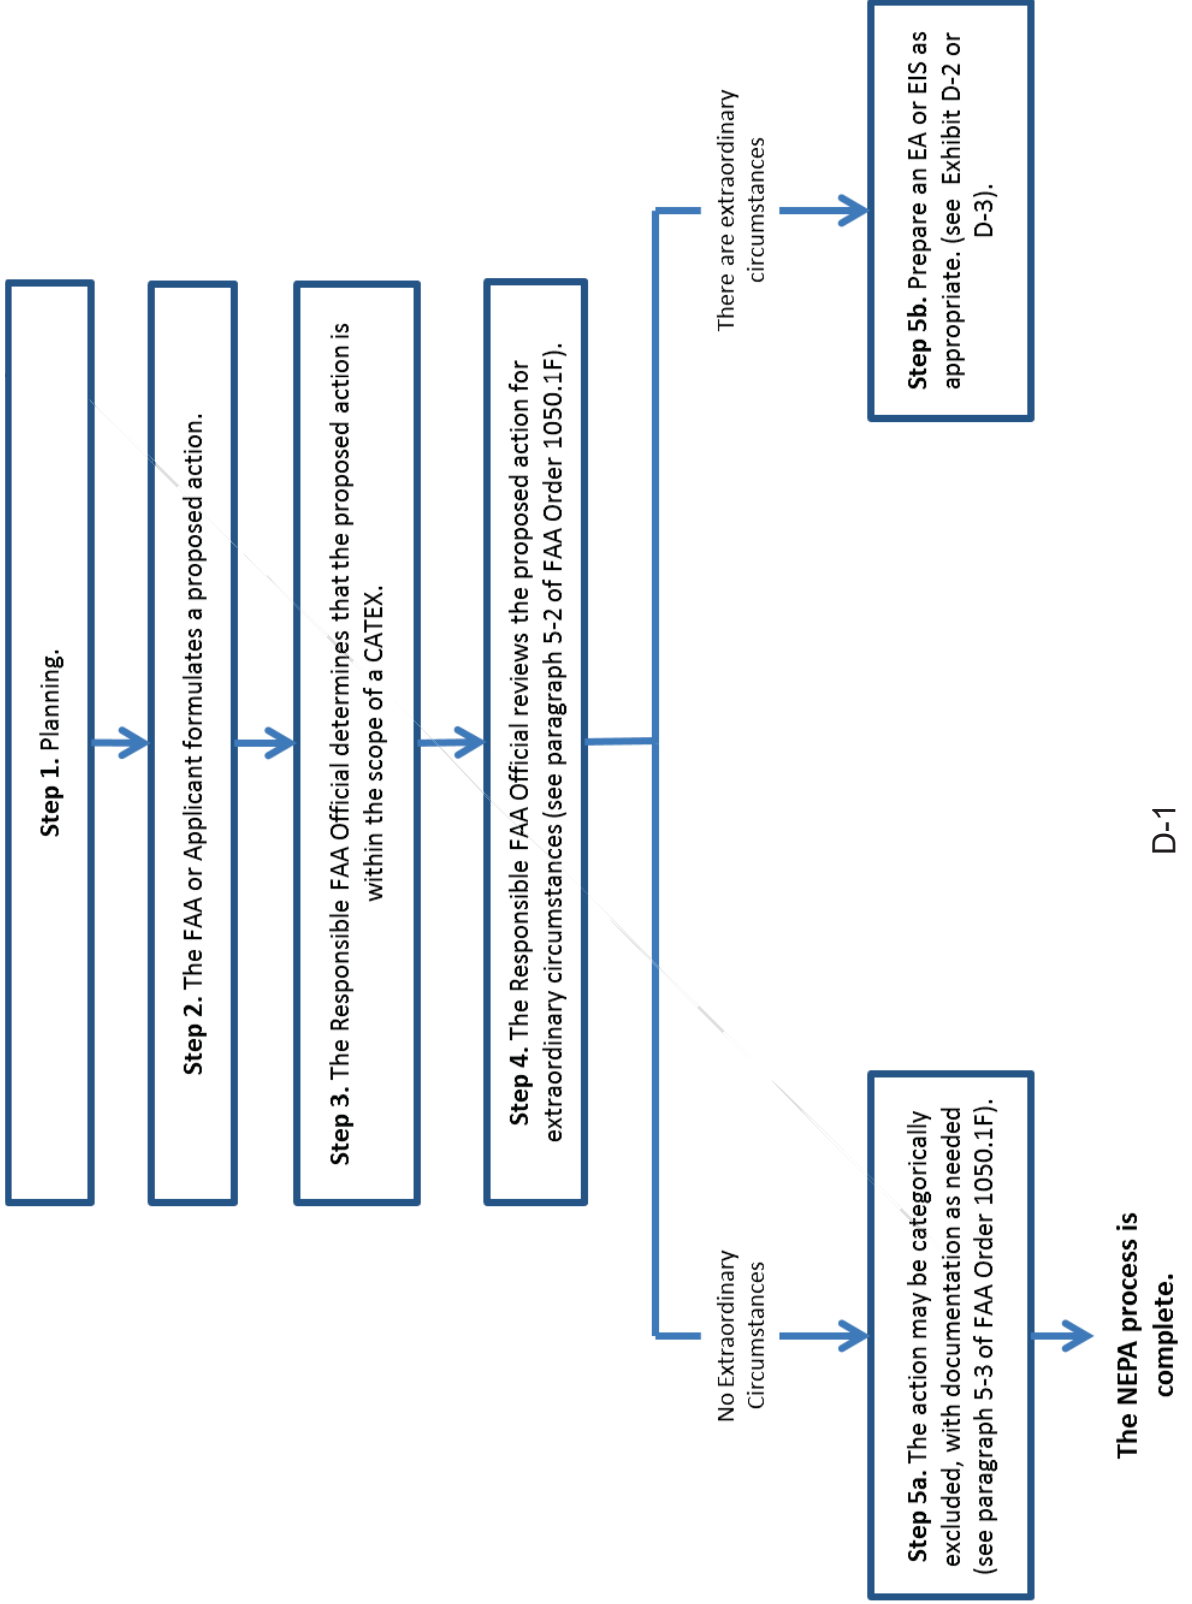 Step 1. Planning.
Step 2. The FAA or Applicant formulates a proposed action.
Step 3. The Responsible FAA Official determines that the proposed action is
within the scope of a CATEX.
Step 4. The Responsible FAA Official reviews the proposed action for
extraordinary circumstances (see paragraph 5-2 of FAA Order 1050.1F).
No Extraordinary
Circumstances
There are extraordinary
circumstances
Step 5a. The action may be categorically
excluded, with documentation as needed
(see paragraph 5-3 of FAA Order 1050.1F).
Step 5b. Prepare an EA or EIS as
appropriate. (see Exhibit D-2 or
D-3).
The NEPA process is
complete.
D-1